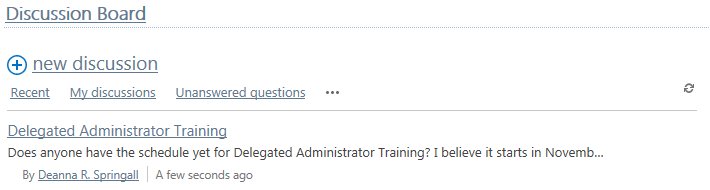 Discussion Board
new discussion
Recent My discussions Unanswered questions •••
Delegated Administrator Training
Does anyone have the schedule yet for Delegated Administrator Training? I believe it starts in Novemb...
By Deanna R. Springall A few seconds ago